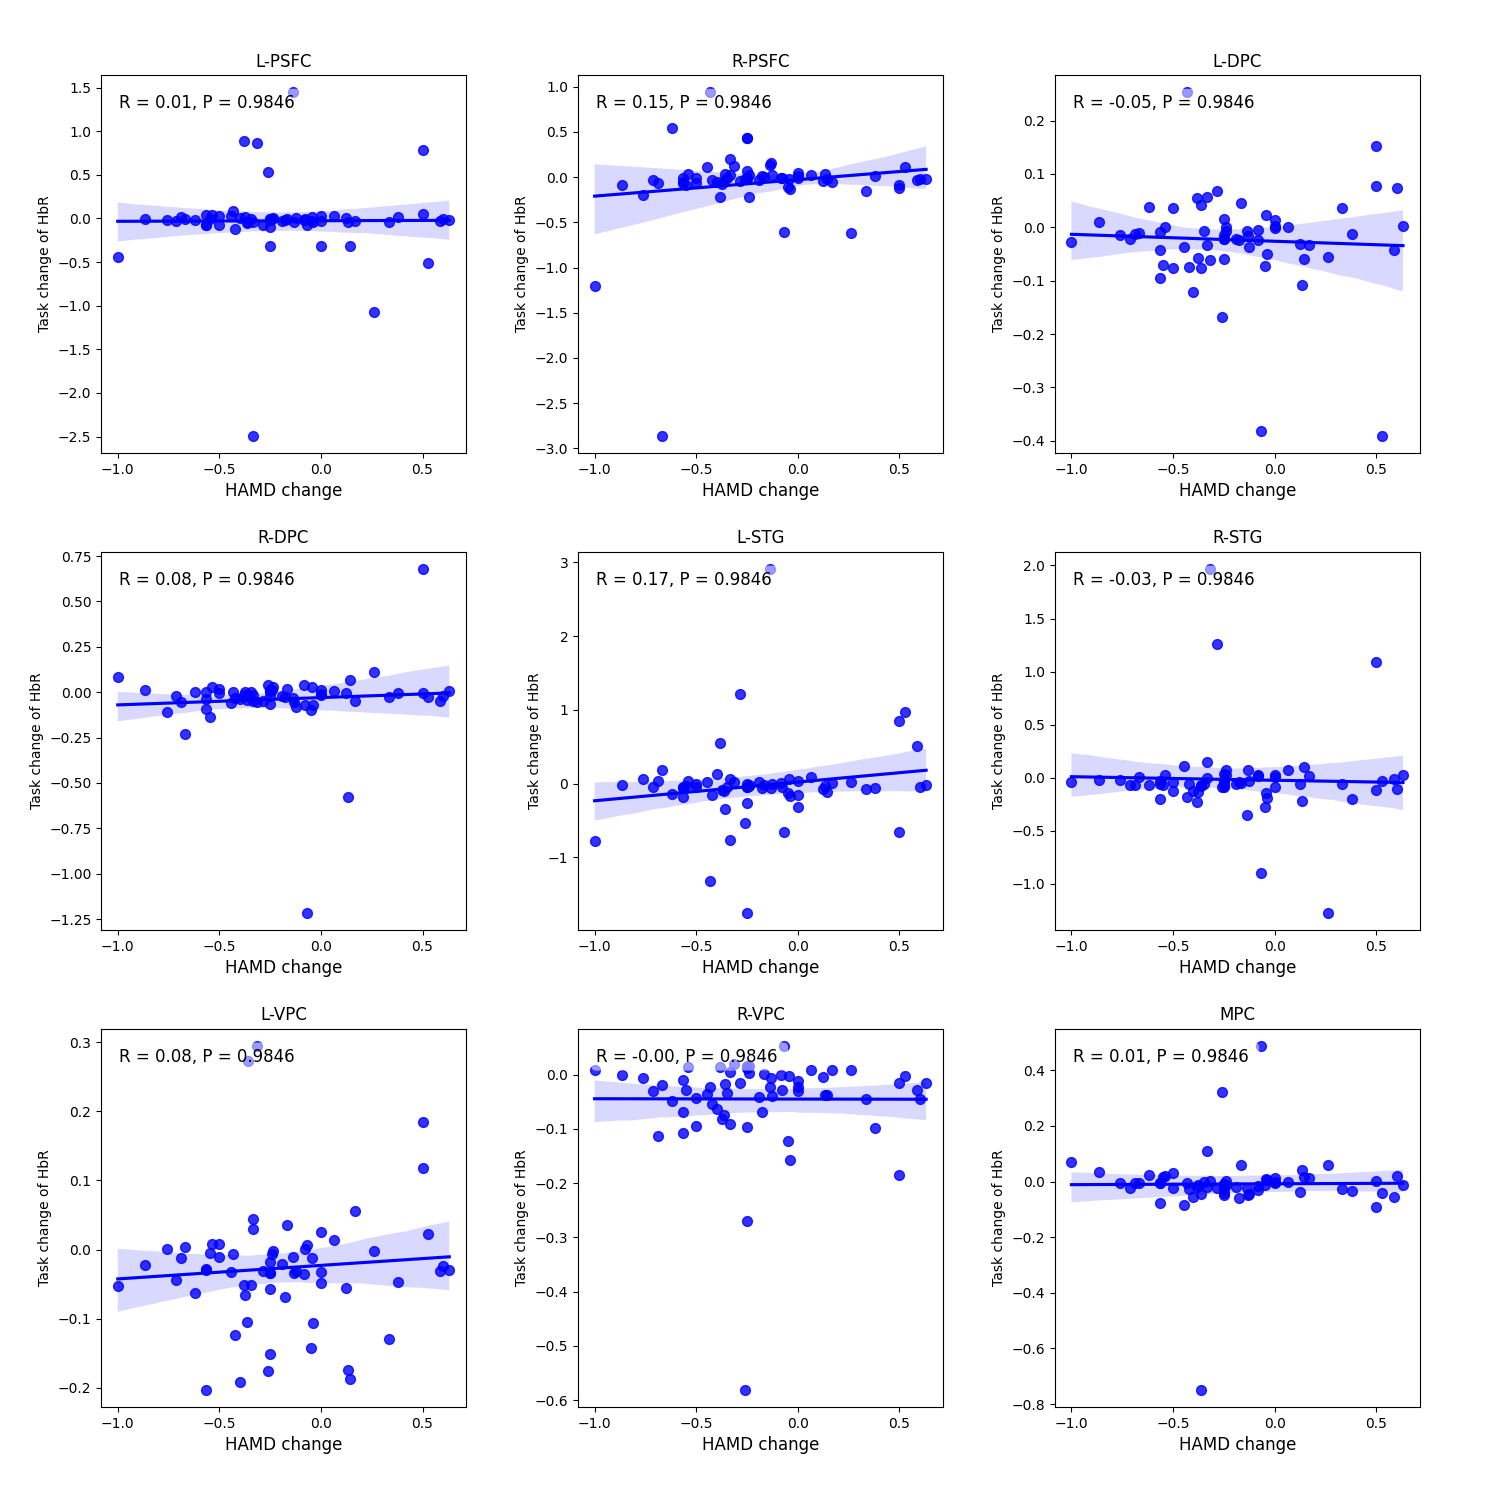 L-PSFC
R = 0.01, P = 0.9846
Task change of HbR
1.5
1.0
0.5
0.0
−0.5
−1.0
−1.5
−2.0
−2.5
−1.0 −0.5 0.0 0.5
HAMD change
R-PSFC
R = 0.15, P = 0.9846
Task change of HbR
1.0
0.5
0.0
−0.5
−1.0
−1.5
−2.0
−2.5
−3.0
−1.0 −0.5 0.0 0.5
HAMD change
L-DPC
R = -0.05, P = 0.9846
Task change of HbR
0.2
0.1
0.0
−0.1
−0.2
−0.3
−0.4
−1.0 −0.5 0.0 0.5
HAMD change
R-DPC
R = 0.08, P = 0.9846
Task change of HbR
0.75
0.50
0.25
0.00
−0.25
−0.50
−0.75
−1.00
−1.25
−1.0 −0.5 0.0 0.5
HAMD change
L-STG
R = 0.17, P = 0.9846
Task change of HbR
3
2
1
0
−1
−1.0 −0.5 0.0 0.5
HAMD change
R-STG
R = -0.03, P = 0.9846
Task change of HbR
2.0
1.5
1.0
0.5
0.0
−0.5
−1.0
−1.0 −0.5 0.0 0.5
HAMD change
L-VPC
R = 0.08, P = 0.9846
Task change of HbR
0.3
0.2
0.1
0.0
−0.1
−0.2
−1.0 −0.5 0.0 0.5
HAMD change
R-VPC
R = -0.00, P = 0.9846
Task change of HbR
0.0
−0.1
−0.2
−0.3
−0.4
−0.5
−0.6
−1.0 −0.5 0.0 0.5
HAMD change
MPC
R = 0.01, P = 0.9846
Task change of HbR
0.4
0.2
0.0
−0.2
−0.4
−0.6
−0.8
−1.0 −0.5 0.0 0.5
HAMD change